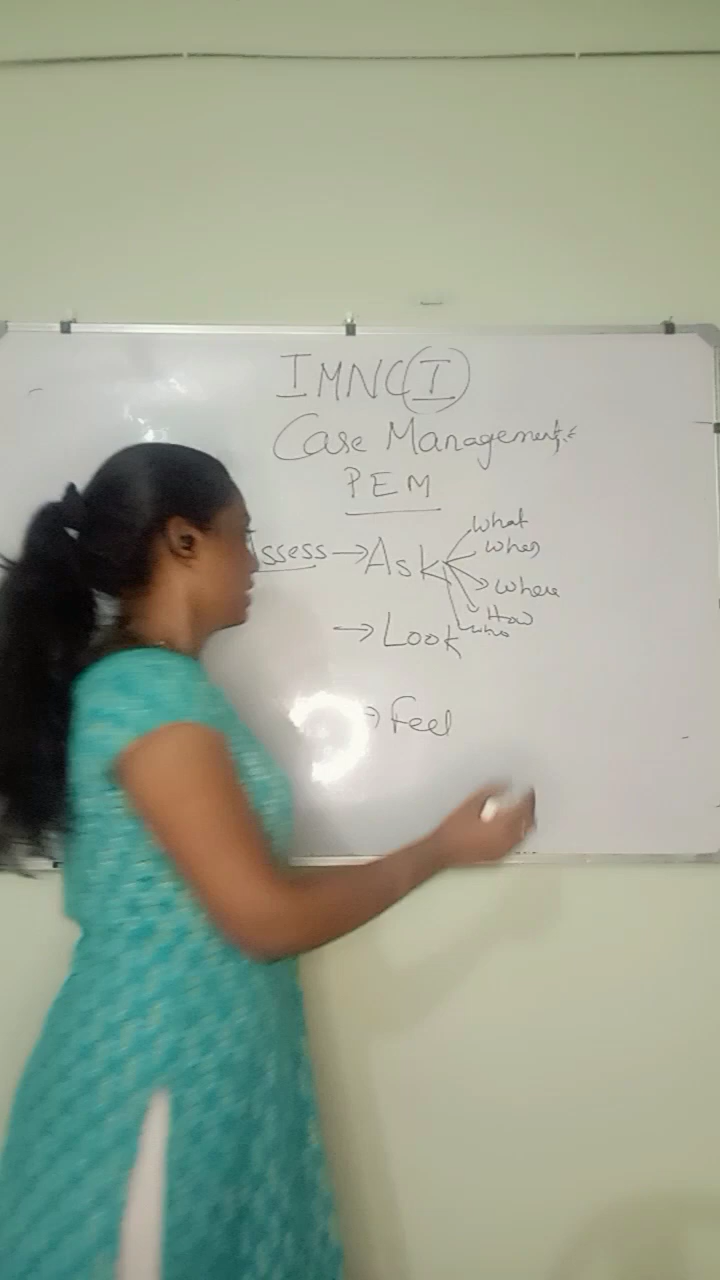 IMNCI
Case Management
PEM
Assess → Ask
What
When
Where
How
who
→ Look
→ Feel